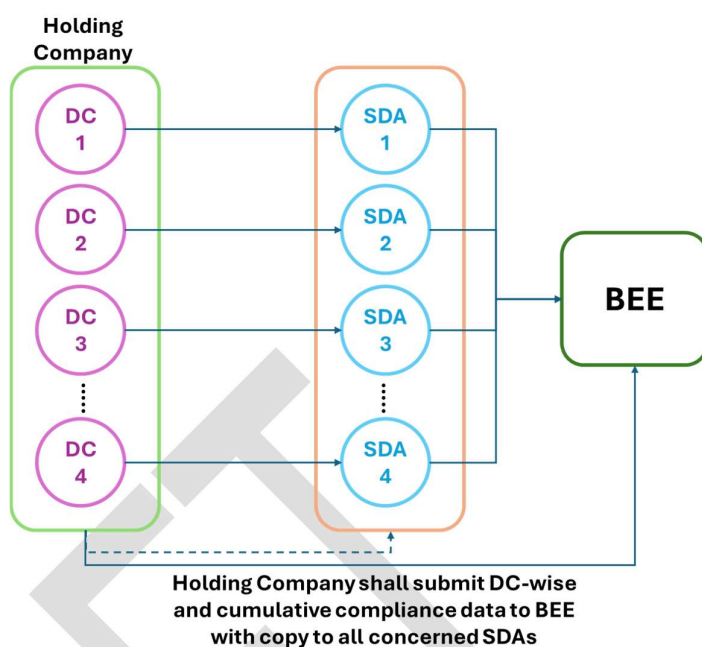 Holding
Company
DC
1
SDA
1
DC
2
SDA
2
BEE
DC
3
SDA
3
DC
4
SDA
4
Holding Company shall submit DC-wise
and cumulative compliance data to BEE
with copy to all concerned SDAs